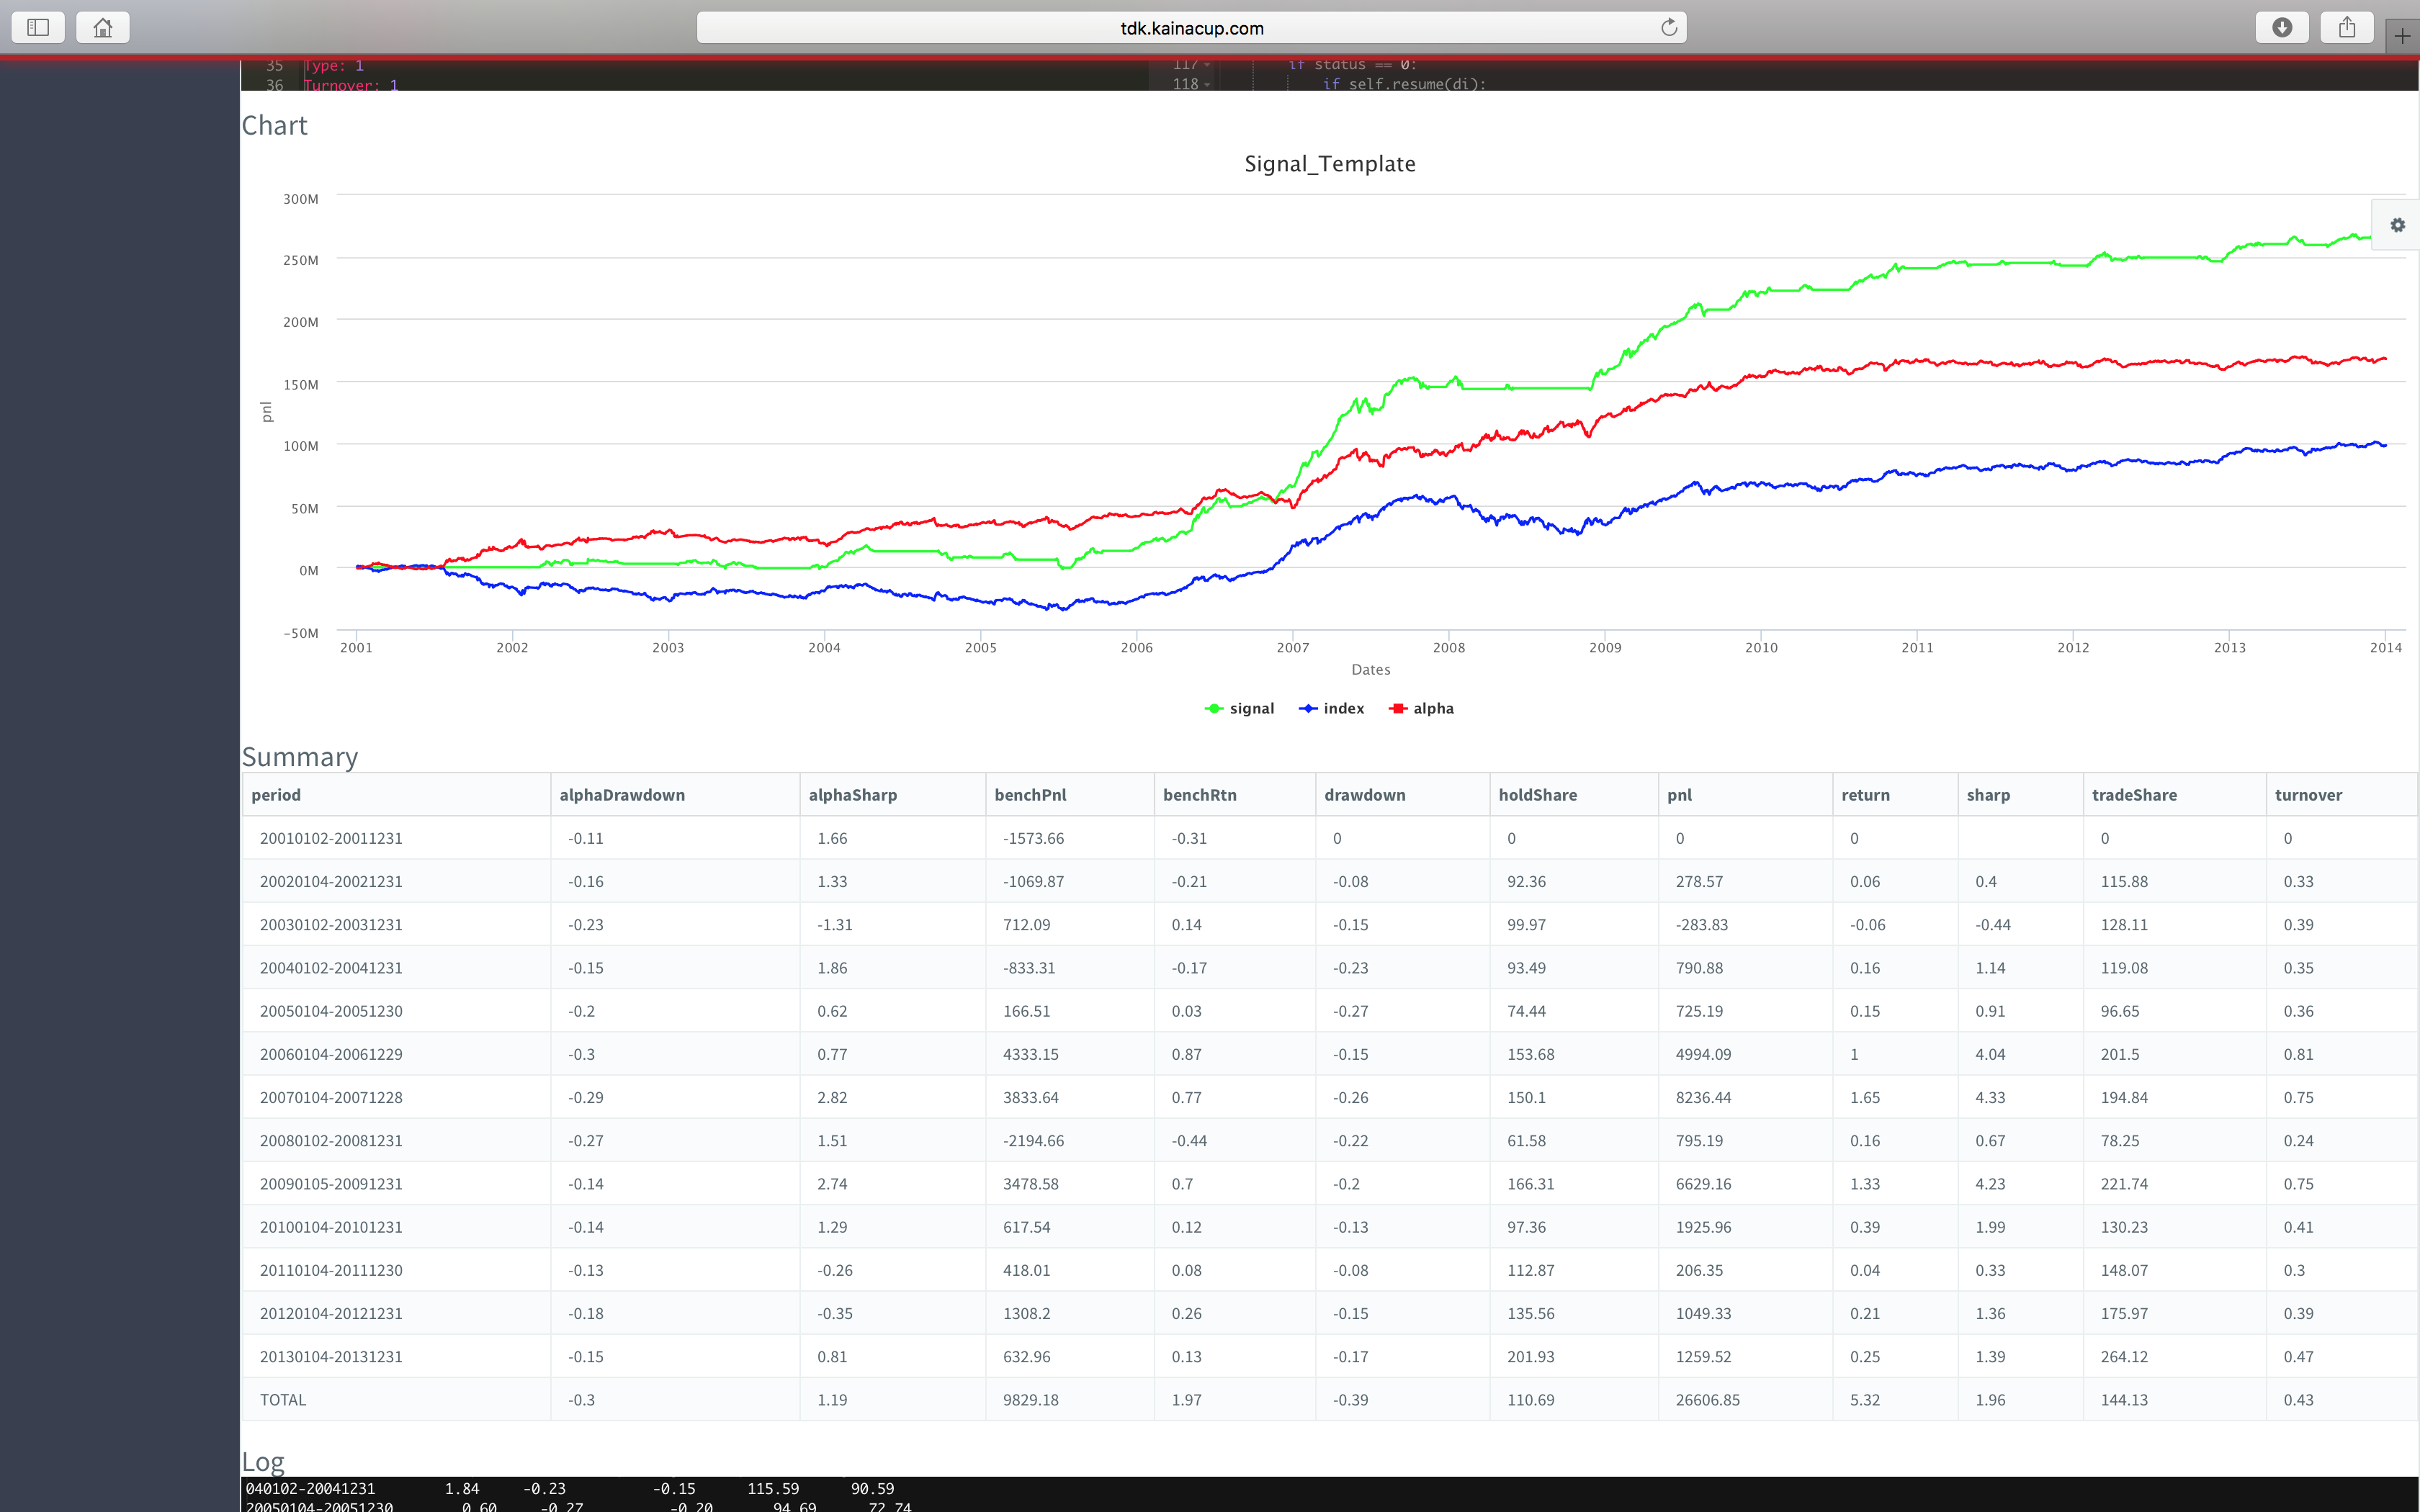 tdk.kainacup.com
35 Type: 1 117 if status == 0:
36 Turnover: 1 118 if self.resume(di):
Chart
Signal_Template
300M
250M
200M
150M
100M
50M
0M
-50M
pnl
2001 2002 2003 2004 2005 2006 2007 2008 2009 2010 2011 2012 2013 2014
Dates
signal index alpha
Summary
period alphaDrawdown alphaSharp benchPnl benchRtn drawdown holdShare pnl return sharp tradeShare turnover
20010102-20011231 -0.11 1.66 -1573.66 -0.31 0 0 0 0 0 0
20020104-20021231 -0.16 1.33 -1069.87 -0.21 -0.08 92.36 278.57 0.06 0.4 115.88 0.33
20030102-20031231 -0.23 -1.31 712.09 0.14 -0.15 99.97 -283.83 -0.06 -0.44 128.11 0.39
20040102-20041231 -0.15 1.86 -833.31 -0.17 -0.23 93.49 790.88 0.16 1.14 119.08 0.35
20050104-20051230 -0.2 0.62 166.51 0.03 -0.27 74.44 725.19 0.15 0.91 96.65 0.36
20060104-20061229 -0.3 0.77 4333.15 0.87 -0.15 153.68 4994.09 1 4.04 201.5 0.81
20070104-20071228 -0.29 2.82 3833.64 0.77 -0.26 150.1 8236.44 1.65 4.33 194.84 0.75
20080102-20081231 -0.27 1.51 -2194.66 -0.44 -0.22 61.58 795.19 0.16 0.67 78.25 0.24
20090105-20091231 -0.14 2.74 3478.58 0.7 -0.2 166.31 6629.16 1.33 4.23 221.74 0.75
20100104-20101231 -0.14 1.29 617.54 0.12 -0.13 97.36 1925.96 0.39 1.99 130.23 0.41
20110104-20111230 -0.13 -0.26 418.01 0.08 -0.08 112.87 206.35 0.04 0.33 148.07 0.3
20120104-20121231 -0.18 -0.35 1308.2 0.26 -0.15 135.56 1049.33 0.21 1.36 175.97 0.39
20130104-20131231 -0.15 0.81 632.96 0.13 -0.17 201.93 1259.52 0.25 1.39 264.12 0.47
TOTAL -0.3 1.19 9829.18 1.97 -0.39 110.69 26606.85 5.32 1.96 144.13 0.43
Log
040102-20041231 1.84 -0.23 -0.15 115.59 90.59
20050104-20051230 0.60 -0.27 -0.20 94.69 72.74